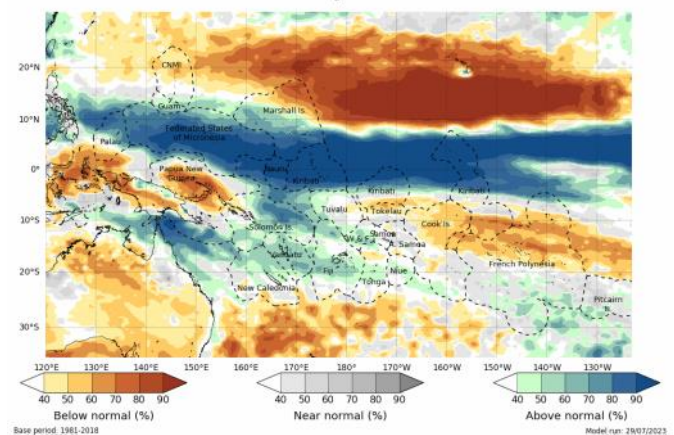 20°N
CNMI
Guam
Marshall Is.
10°N
Federated States
of Micronesia
Palau
0°
Papua New
Guinea
Nauru
Kiribati
Kiribati
Kiribati
Tuvalu
Tokelau
10°S
Solomon Is.
Cook Is
Samoa
W & F
A. Samoa
Vanuatu
French Polynesia
20°S
Fiji
Niue
Tonga
New Caledonia
Pitcairn
Is
30°S
120°E 130°E 140°E 150°E 160°E 170°E 180° 170°W 160°W 150°W 140°W 130°W
40 50 60 70 80 90
Below normal (%)
40 50 60 70 80 90
Near normal (%)
40 50 60 70 80 90
Above normal (%)
Base period: 1981-2018
Model run: 29/07/2023